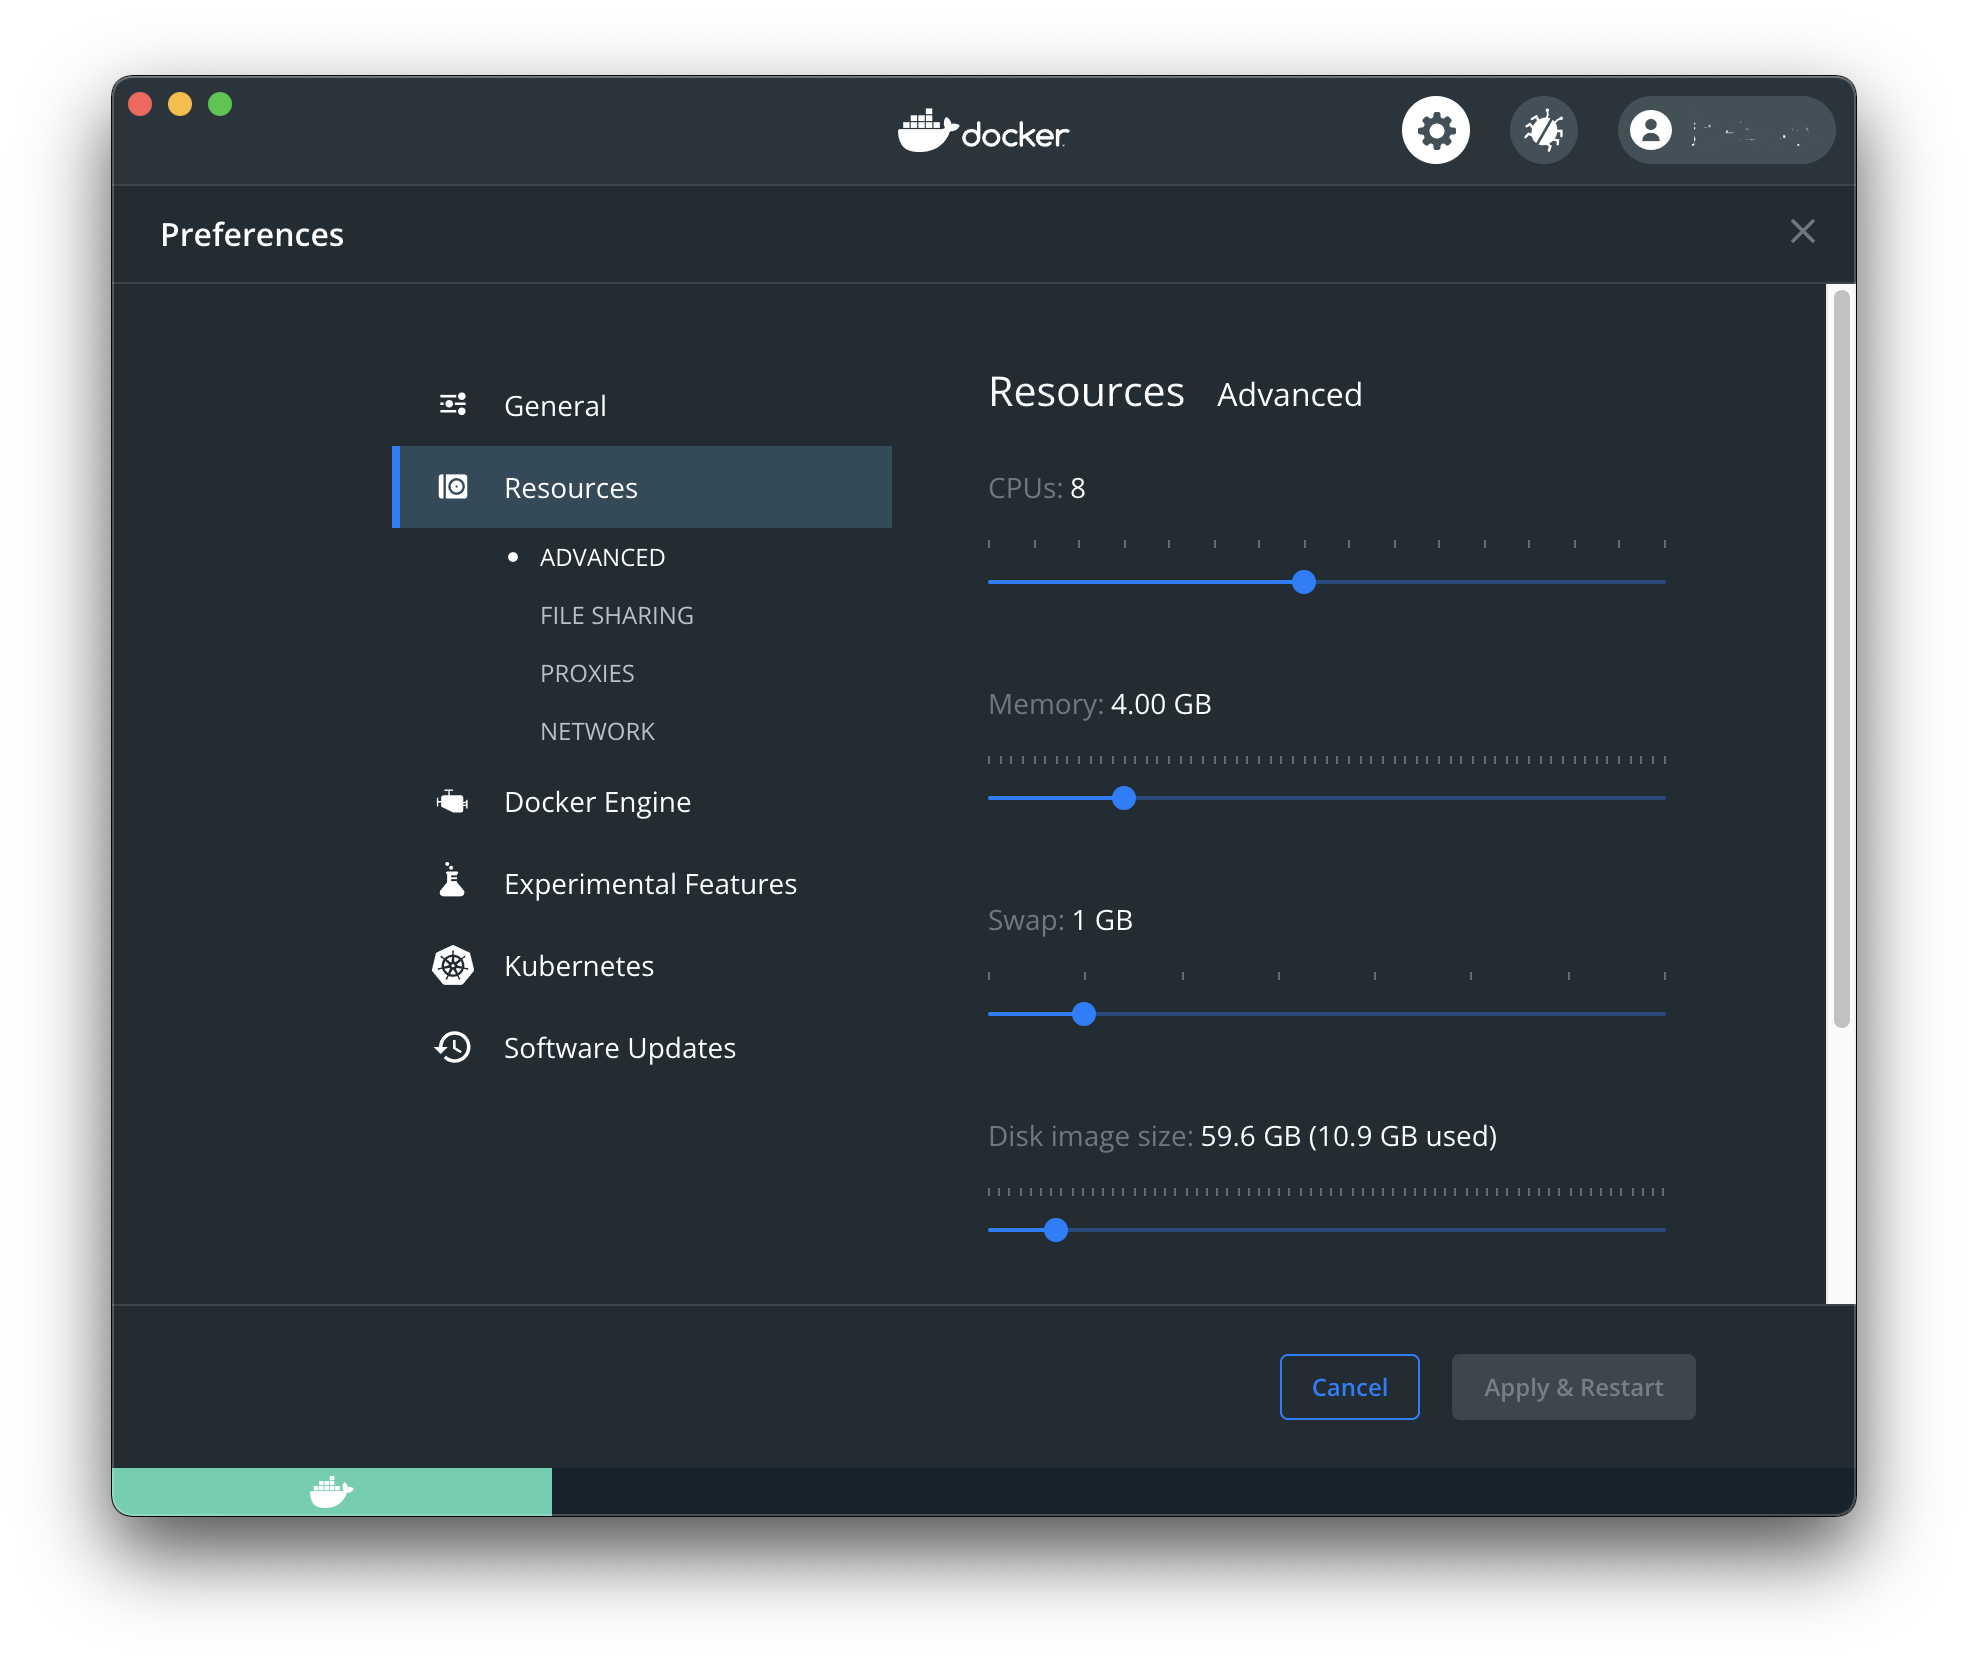 docker
Preferences
General
Resources
ADVANCED
FILE SHARING
PROXIES
NETWORK
Docker Engine
Experimental Features
Kubernetes
Software Updates
Resources Advanced
CPUs: 8
Memory: 4.00 GB
Swap: 1 GB
Disk image size: 59.6 GB (10.9 GB used)
Cancel
Apply & Restart